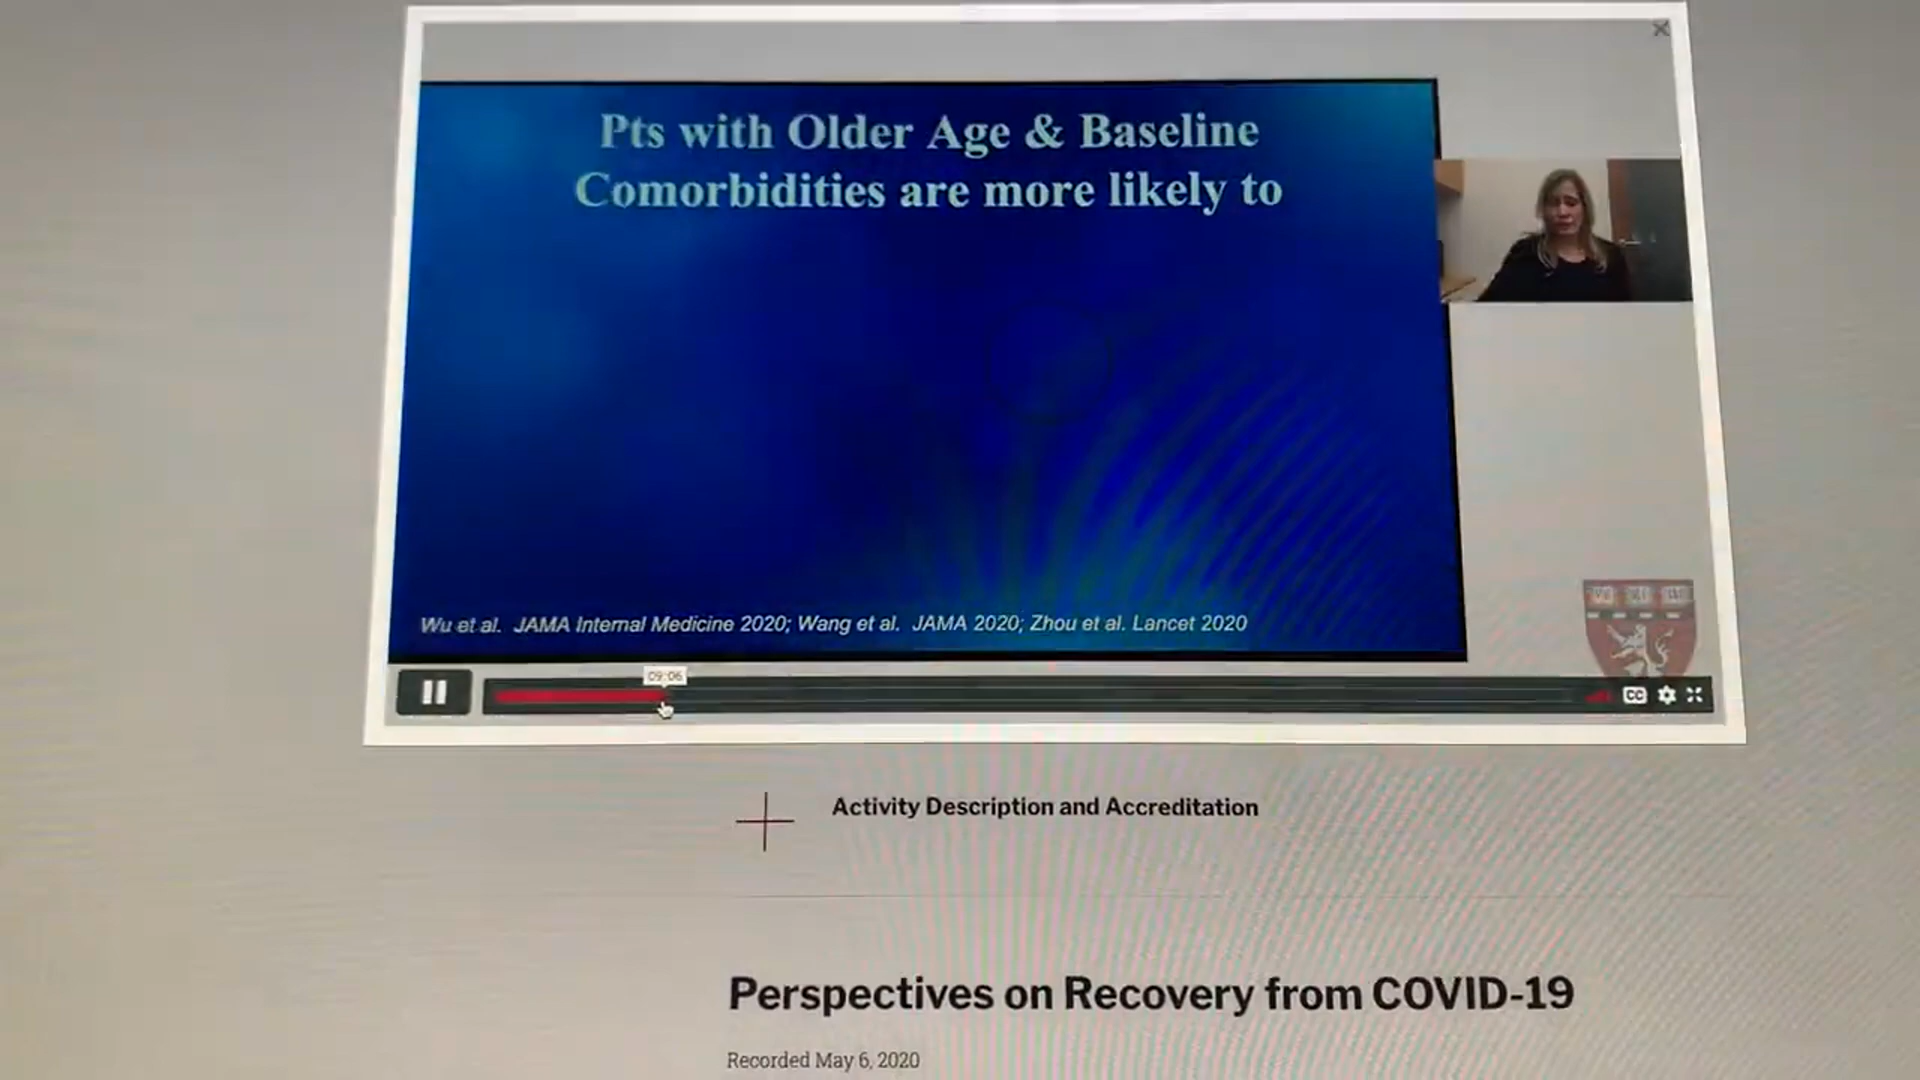 Pts with Older Age & Baseline
Comorbidities are more likely to
Wu et al. JAMA Internal Medicine 2020; Wang et al. JAMA 2020; Zhou et al. Lancet 2020
09:06
CC
Activity Description and Accreditation
Perspectives on Recovery from COVID-19
Recorded May 6, 2020